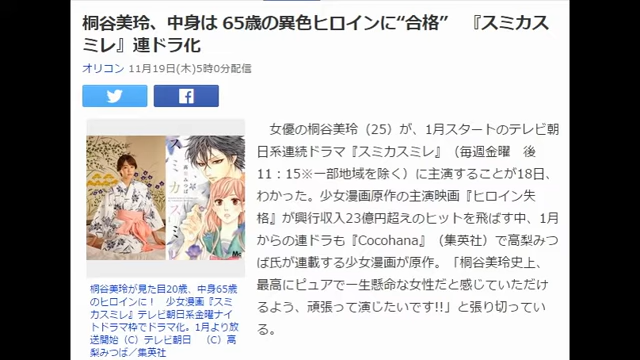 桐谷美玲、中身は 65歳の異色ヒロインに“合格” 『スミカス
ミレ』連ドラ化
オリコン 11月19日(木)5時0分配信
女優の桐谷美玲（25）が、1月スタートのテレビ朝
日系連続ドラマ『スミカスミレ』（毎週金曜 後
11：15※一部地域を除く）に主演することが18日、
わかった。少女漫画原作の主演映画『ヒロイン失
格』が興行収入23億円超えのヒットを飛ばす中、1月
からの連ドラも『Cocohana』（集英社）で高梨みつ
ば氏が連載する少女漫画が原作。「桐谷美玲史上、
最高にピュアで一生懸命な女性だと感じていただけ
るよう、頑張って演じたいです!!」と張り切ってい
る。
スミカスミ
桐谷美玲が見た目20歳、中身65歳
のヒロインに！ 少女漫画『スミ
カスミレ』テレビ朝日系金曜ナイ
トドラマ枠でドラマ化。1月より放
送開始（C）テレビ朝日 （C）高
梨みつば／集英社